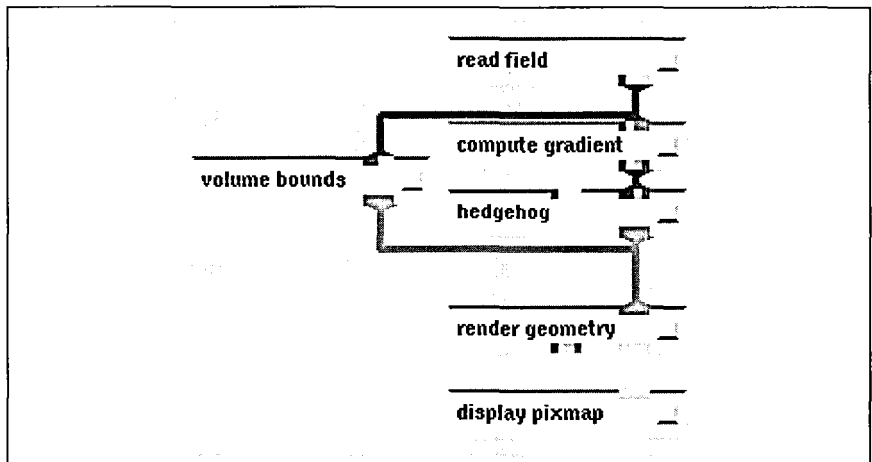 read field
compute gradient
volume bounds
hedgehog
render geometry
display pixmap